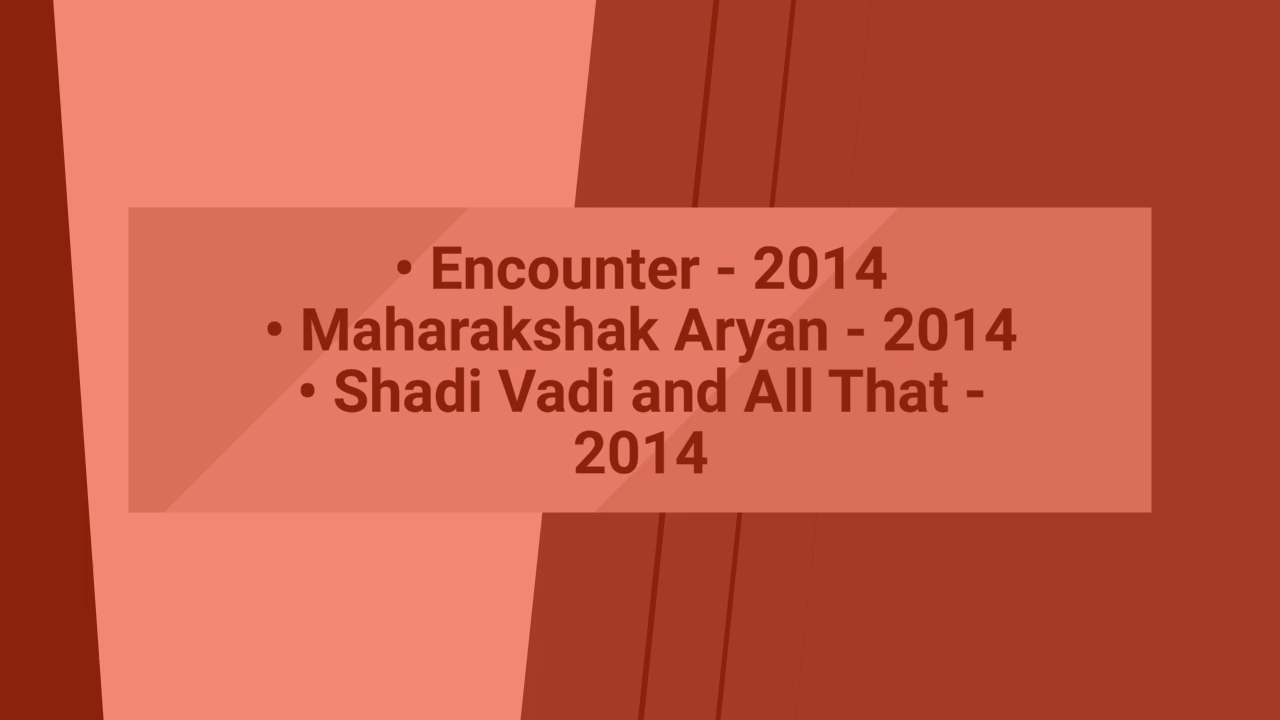 • Encounter - 2014
• Maharakshak Aryan - 2014
• Shadi Vadi and All That -
2014